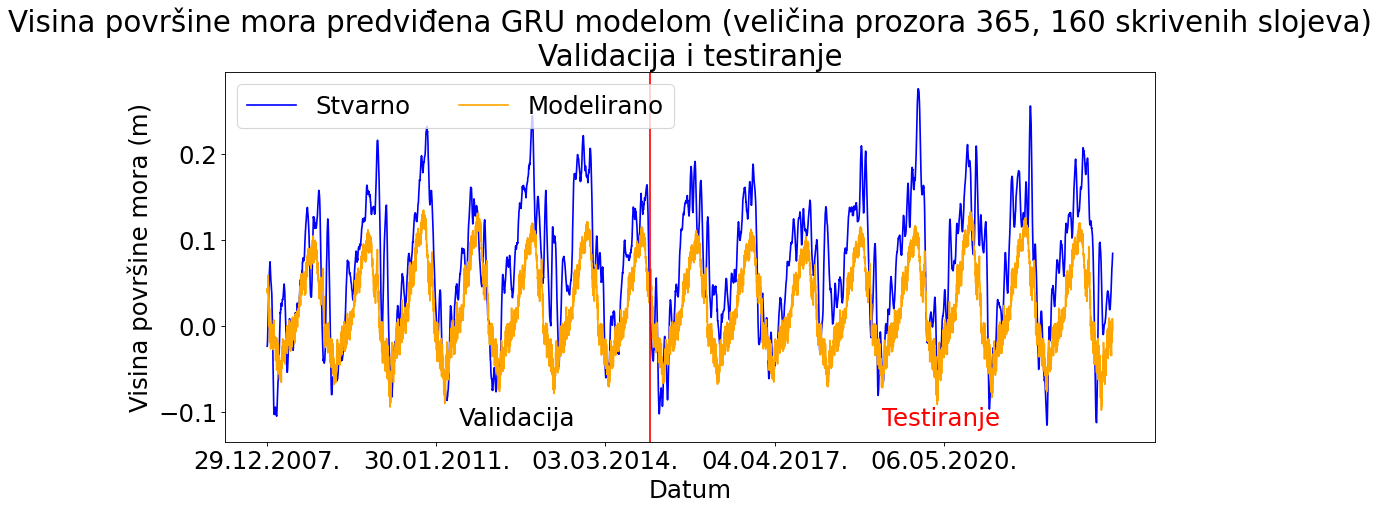 Visina površine mora predviđena GRU modelom (veličina prozora 365, 160 skrivenih slojeva)
Validacija i testiranje
Stvarno
Modelirano
Visina površine mora (m)
0.2
0.1
0.0
−0.1
Validacija
Testiranje
29.12.2007.
30.01.2011.
03.03.2014.
04.04.2017.
06.05.2020.
Datum